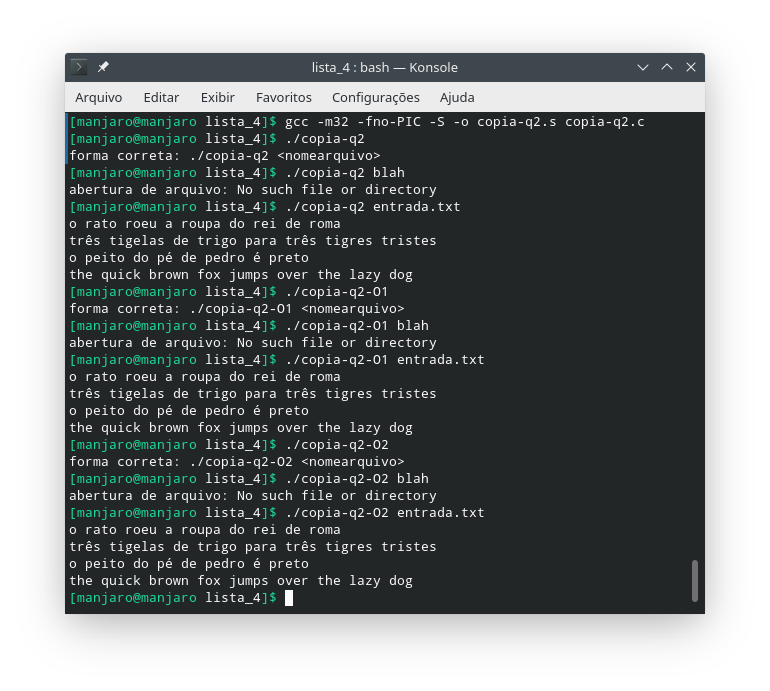 lista_4 : bash — Konsole
Arquivo Editar Exibir Favoritos Configurações Ajuda
[manjaro@manjaro lista_4]$ gcc -m32 -fno-PIC -S -o copia-q2.s copia-q2.c
[manjaro@manjaro lista_4]$ ./copia-q2
forma correta: ./copia-q2 <nomearquivo>
[manjaro@manjaro lista_4]$ ./copia-q2 blah
abertura de arquivo: No such file or directory
[manjaro@manjaro lista_4]$ ./copia-q2 entrada.txt
o rato roeu a roupa do rei de roma
três tigelas de trigo para três tigres tristes
o peito do pé de pedro é preto
the quick brown fox jumps over the lazy dog
[manjaro@manjaro lista_4]$ ./copia-q2-O1
forma correta: ./copia-q2-O1 <nomearquivo>
[manjaro@manjaro lista_4]$ ./copia-q2-O1 blah
abertura de arquivo: No such file or directory
[manjaro@manjaro lista_4]$ ./copia-q2-O1 entrada.txt
o rato roeu a roupa do rei de roma
três tigelas de trigo para três tigres tristes
o peito do pé de pedro é preto
the quick brown fox jumps over the lazy dog
[manjaro@manjaro lista_4]$ ./copia-q2-O2
forma correta: ./copia-q2-O2 <nomearquivo>
[manjaro@manjaro lista_4]$ ./copia-q2-O2 blah
abertura de arquivo: No such file or directory
[manjaro@manjaro lista_4]$ ./copia-q2-O2 entrada.txt
o rato roeu a roupa do rei de roma
três tigelas de trigo para três tigres tristes
o peito do pé de pedro é preto
the quick brown fox jumps over the lazy dog
[manjaro@manjaro lista_4]$